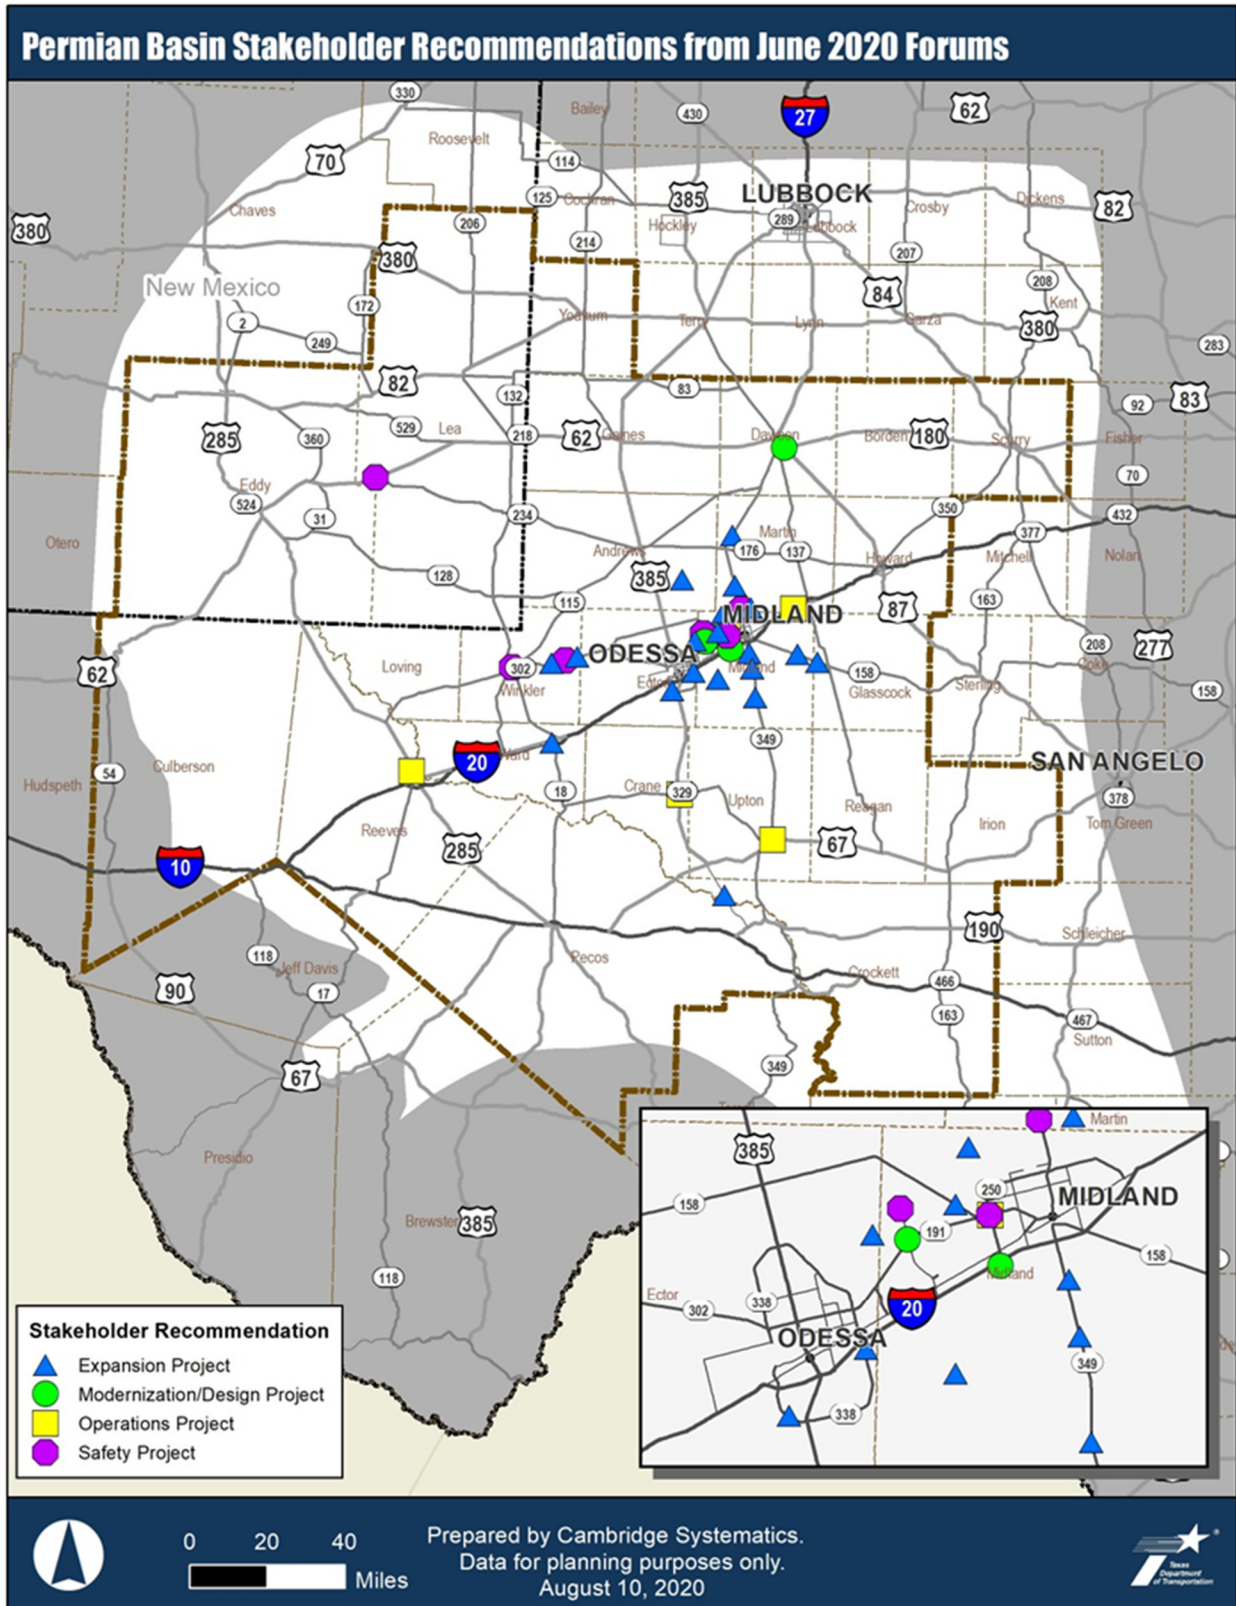 Permian Basin Stakeholder Recommendations from June 2020 Forums
330
Bailey
430
27
62
Roosevelt
70
114
125
Cochran
385
LUBBOCK
Dickens
82
Chaves
206
Hockley
289
Lubbock
Crosby
380
214
207
380
New Mexico
172
84
208
Kent
2
Yoakum
Terry
Lynn
Garza
380
249
283
82
83
132
92
83
285
360
529
Lea
218
62
Gaines
Dawson
Borden
180
Scurry
Fisher
Eddy
70
524
31
234
350
432
Otero
Martin
377
Andrews
176
137
Howard
Mitchell
Nolan
128
385
115
163
87
MIDLAND
62
Loving
302
ODESSA
208
277
Winkler
Ector
Midland
158
Glasscock
Sterling
Coke
158
349
Culberson
54
20
Ward
SAN ANGELO
Hudspeth
18
Crane
329
Upton
Reagan
378
Irion
Tom Green
10
Reeves
285
67
190
Schleicher
118
Jeff Davis
Pecos
Crockett
466
90
17
163
467
Sutton
67
349
Presidio
Brewster
385
118
385
Martin
158
250
MIDLAND
191
158
Midland
Ector
302
338
20
ODESSA
349
338
Stakeholder Recommendation
Expansion Project
Modernization/Design Project
Operations Project
Safety Project
0 20 40
Miles
Prepared by Cambridge Systematics.
Data for planning purposes only.
August 10, 2020
Texas
Department
of Transportation